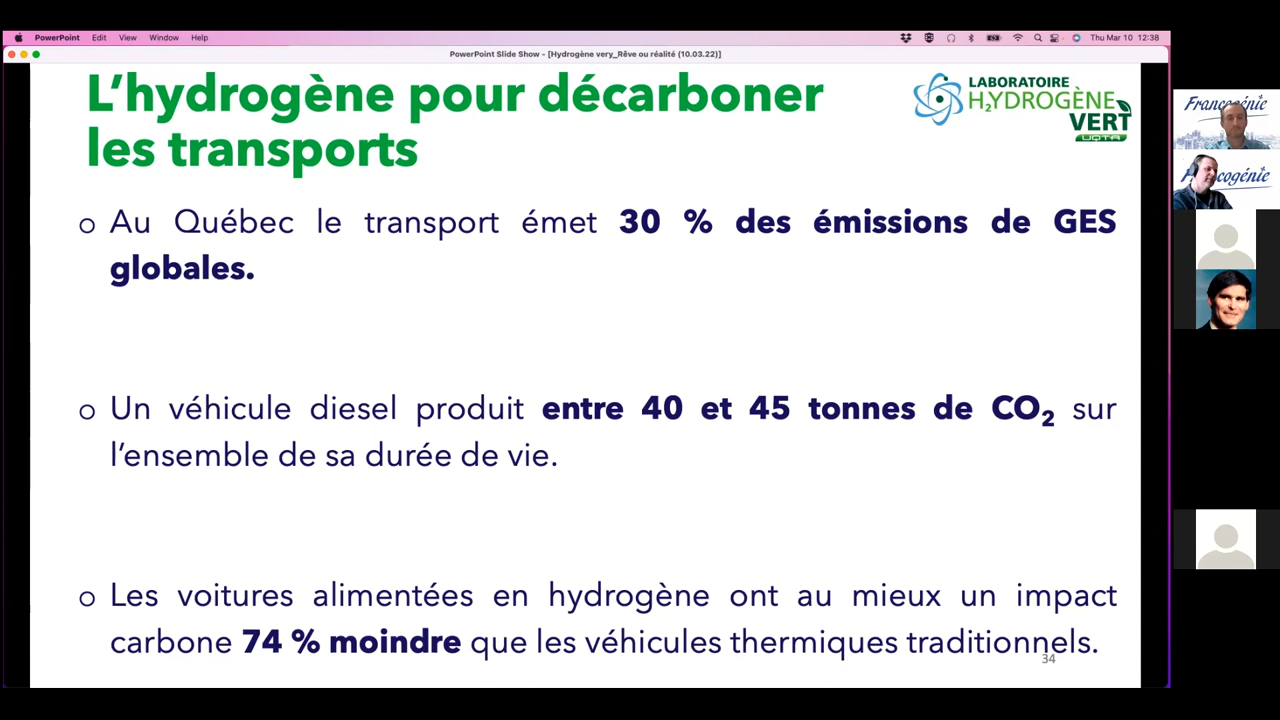 PowerPoint Edit View Window Help Thu Mar 10 12:38
PowerPoint Slide Show - [Hydrogène very_Rêve ou réalité (10.03.22)]
L'hydrogène pour décarboner
les transports
LABORATOIRE
H₂YDROGÈNE
VERT
UQTR
o Au Québec le transport émet 30 % des émissions de GES
globales.
o Un véhicule diesel produit entre 40 et 45 tonnes de CO₂ sur
l'ensemble de sa durée de vie.
o Les voitures alimentées en hydrogène ont au mieux un impact
carbone 74 % moindre que les véhicules thermiques traditionnels.
34